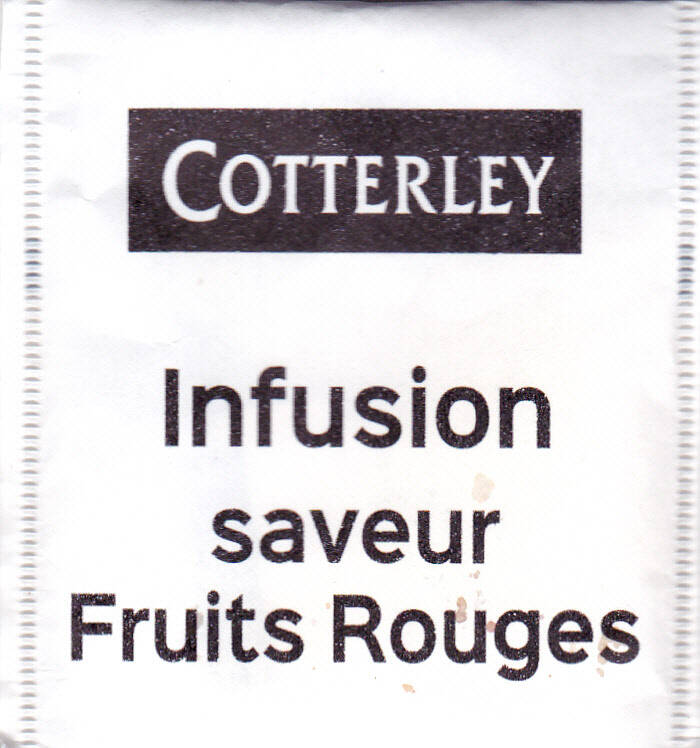 COTTERLEY
Infusion
saveur
Fruits Rouges